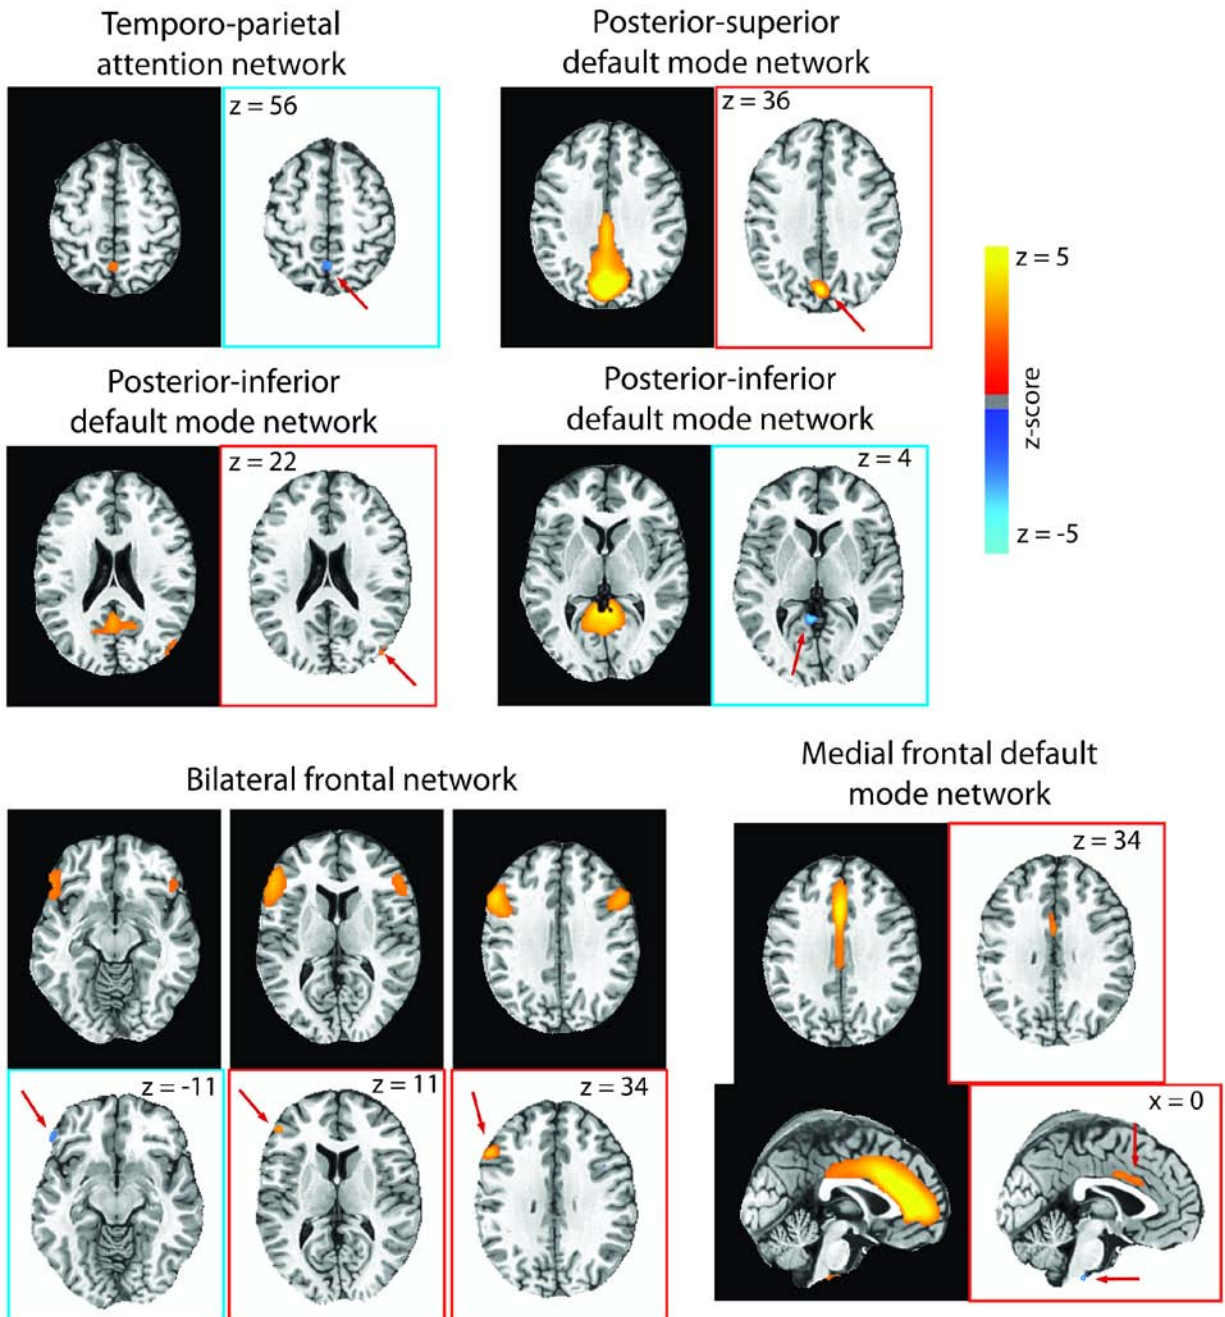 Temporo-parietal
attention network
Posterior-superior
default mode network
z = 56
z = 36
z = 5
z-score
z = -5
Posterior-inferior
default mode network
Posterior-inferior
default mode network
z = 22
z = 4
Bilateral frontal network
Medial frontal default
mode network
z = 34
z = -11
z = 11
z = 34
x = 0